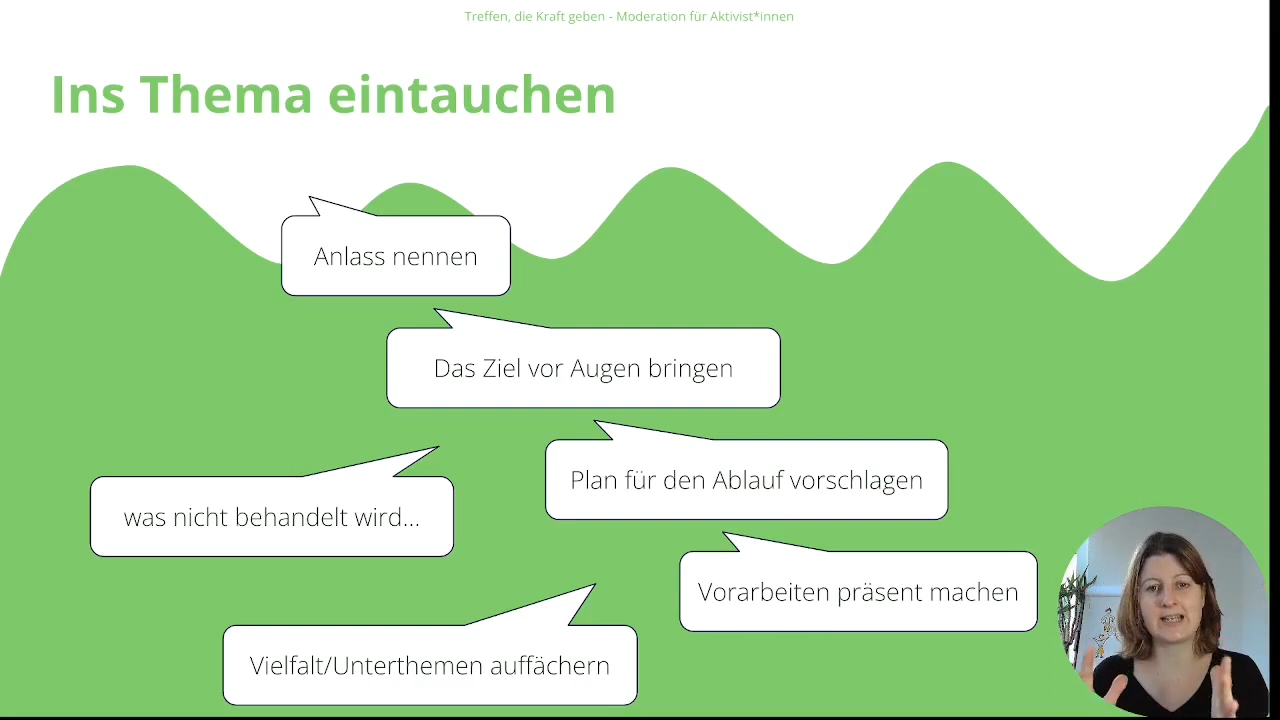 Treffen, die Kraft geben - Moderation für Aktivist*innen
Ins Thema eintauchen
Anlass nennen
Das Ziel vor Augen bringen
Plan für den Ablauf vorschlagen
was nicht behandelt wird...
Vorarbeiten präsent machen
Vielfalt/Unterthemen auffächern